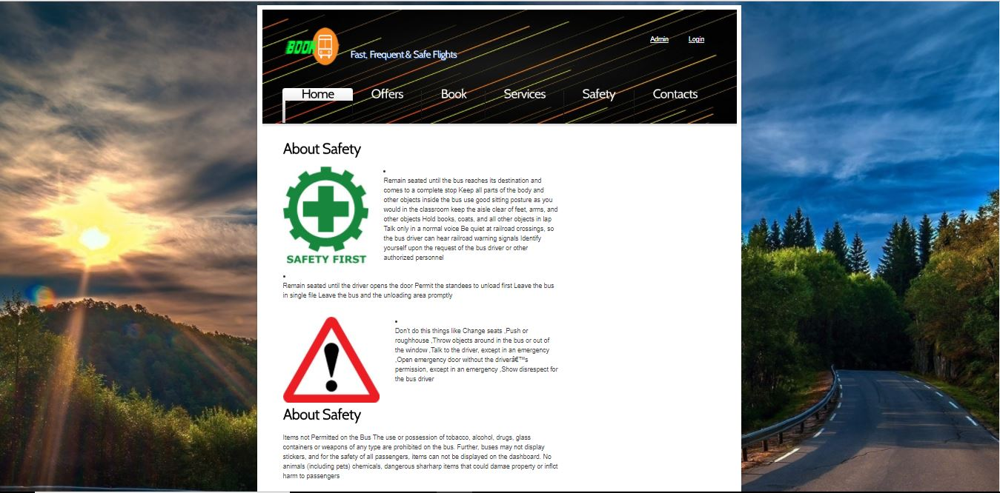 BOOK
Fast, Frequent & Safe Flights
Admin Login
Home Offers Book Services Safety Contacts
About Safety
Remain seated until the bus reaches its destination and
comes to a complete stop Keep all parts of the body and
other objects inside the bus use good sitting posture as you
would in the classroom keep the aisle clear of feet, arms, and
other objects Hold books, coats, and all other objects in lap
Talk only in a normal voice Be quiet at railroad crossings, so
the bus driver can hear railroad warning signals Identify
yourself upon the request of the bus driver or other
authorized personnel
SAFETY FIRST
Remain seated until the driver opens the door Permit the standees to unload first Leave the bus
in single file Leave the bus and the unloading area promptly
Don't do this things like Change seats ,Push or
roughhouse ,Throw objects around in the bus or out of
the window ,Talk to the driver, except in an emergency
,Open emergency door without the driverâ€™s
permission, except in an emergency ,Show disrespect for
the bus driver
About Safety
Items not Permitted on the Bus The use or possession of tobacco, alcohol, drugs, glass
containers or weapons of any type are prohibited on the bus. Further, buses may not display
stickers, and for the safety of all passengers, items can not be displayed on the dashboard. No
animals (including pets) chemicals, dangerous sharharp items that could damae property or inflct
harm to passengers